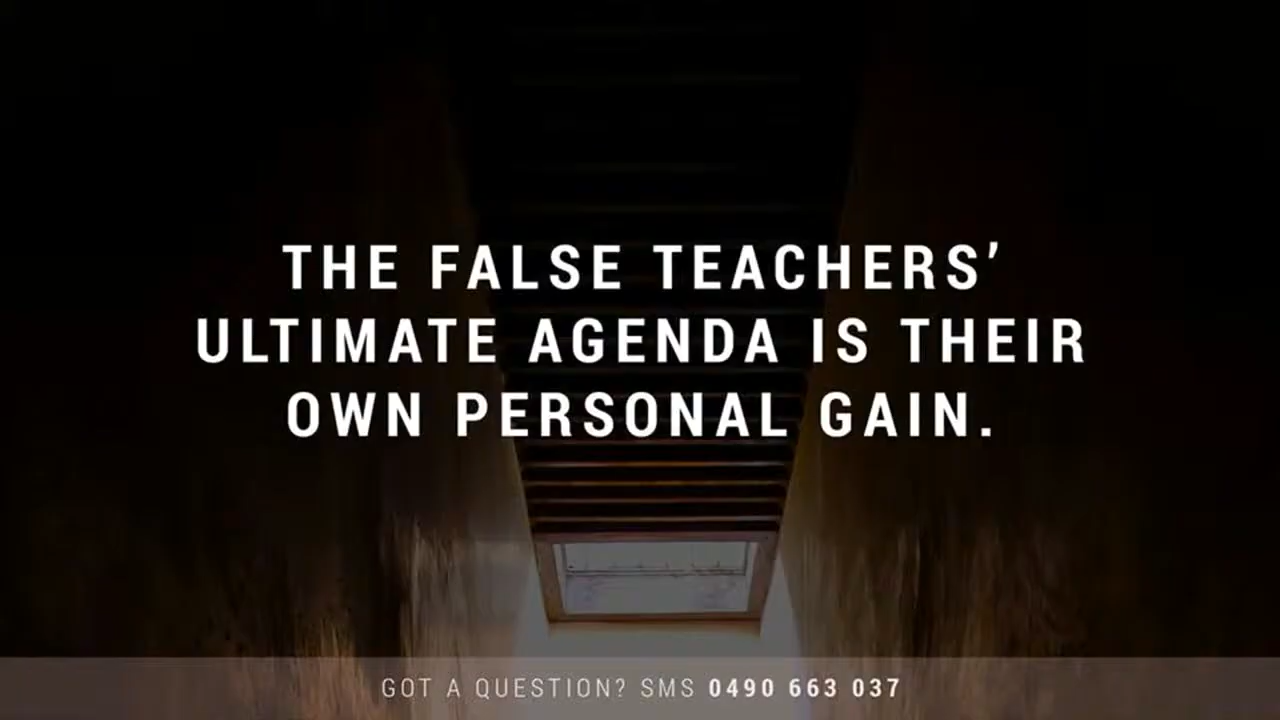 THE FALSE TEACHERS’
ULTIMATE AGENDA IS THEIR
OWN PERSONAL GAIN.
GOT A QUESTION? SMS 0490 663 037